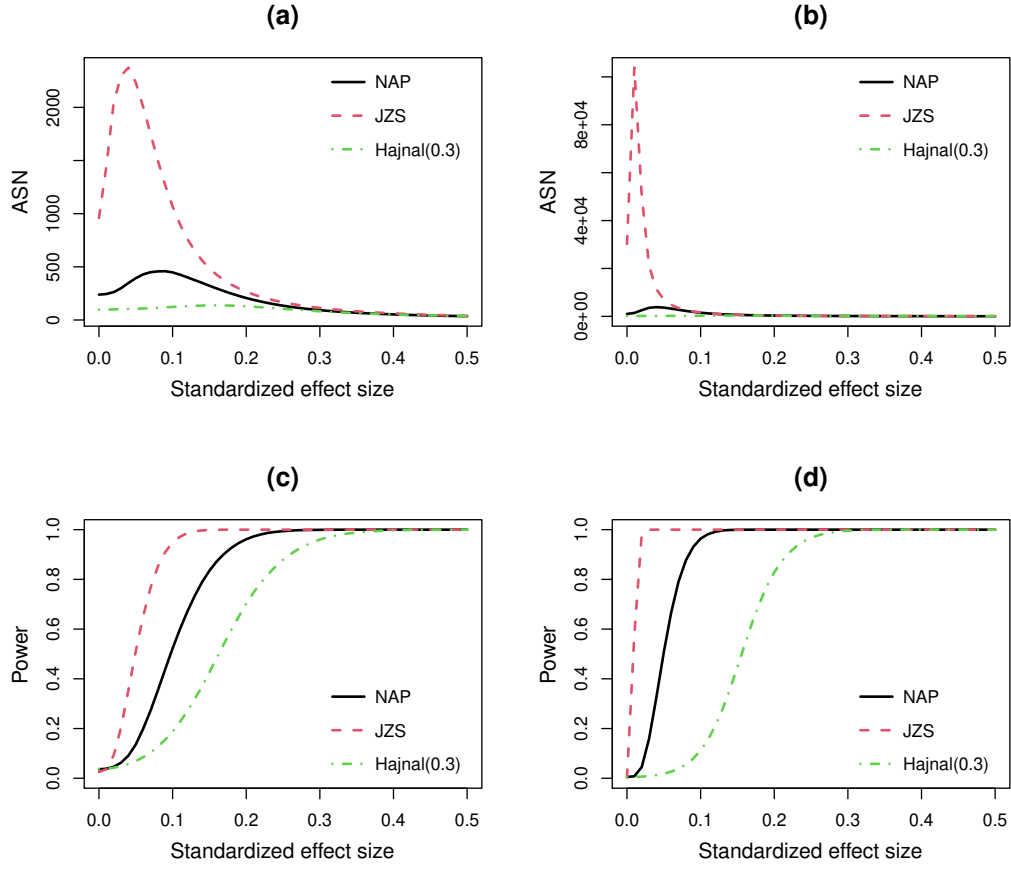 (a)
NAP
JZS
Hajnal(0.3)
ASN
0 500 1000 2000
0.0 0.1 0.2 0.3 0.4 0.5
Standardized effect size
(b)
NAP
JZS
Hajnal(0.3)
ASN
0e+00 4e+04 8e+04
0.0 0.1 0.2 0.3 0.4 0.5
Standardized effect size
(c)
NAP
JZS
Hajnal(0.3)
Power
0.0 0.2 0.4 0.6 0.8 1.0
0.0 0.1 0.2 0.3 0.4 0.5
Standardized effect size
(d)
NAP
JZS
Hajnal(0.3)
Power
0.0 0.2 0.4 0.6 0.8 1.0
0.0 0.1 0.2 0.3 0.4 0.5
Standardized effect size